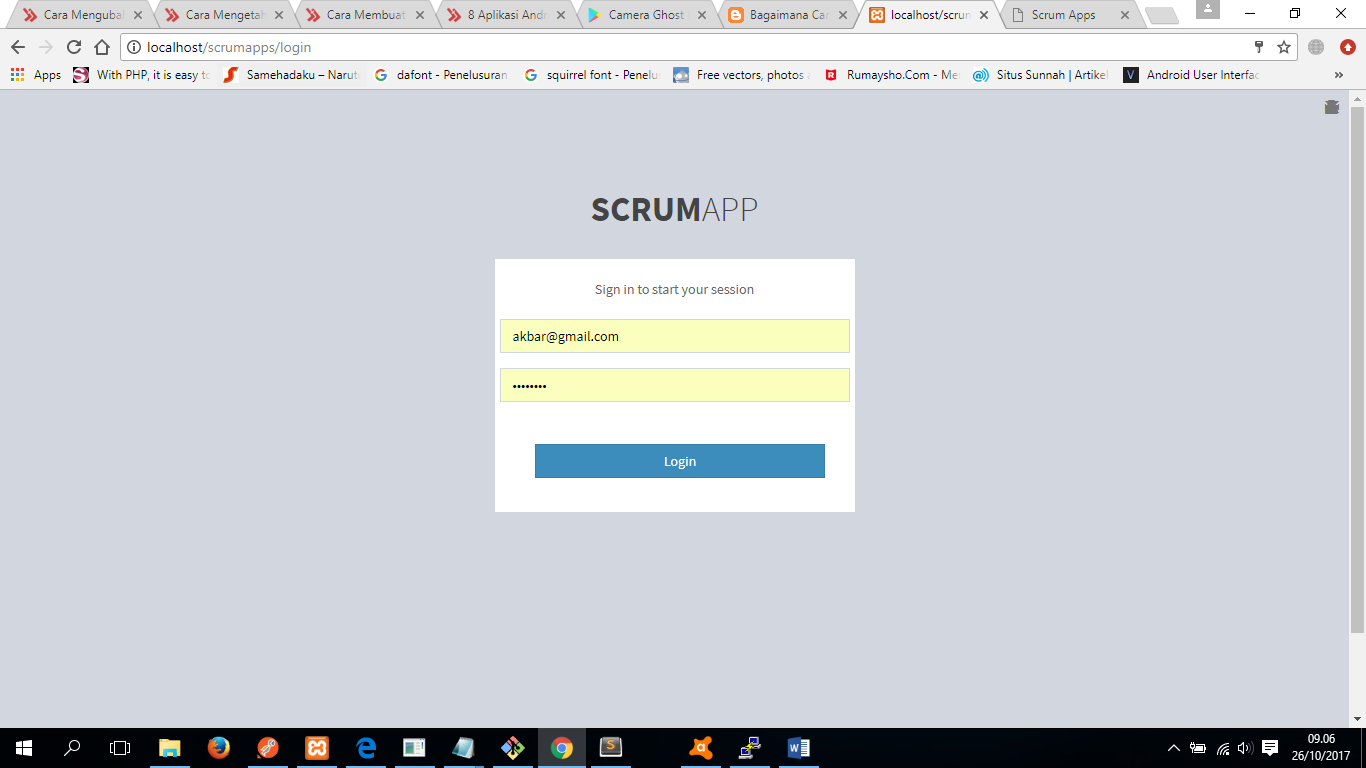 Cara Mengubal
Cara Mengetah
Cara Membuat
8 Aplikasi Andr
Camera Ghost
Bagaimana Car
localhost/scrum
Scrum Apps
localhost/scrumapps/login
Apps
With PHP, it is easy to
Samehadaku – Narut
dafont - Penelusuran
squirrel font - Penelu
Free vectors, photos a
Rumaysho.Com - Me
Situs Sunnah | Artikel
Android User Interfac
SCRUMAPP
Sign in to start your session
akbar@gmail.com
••••••••
Login
09.06
26/10/2017